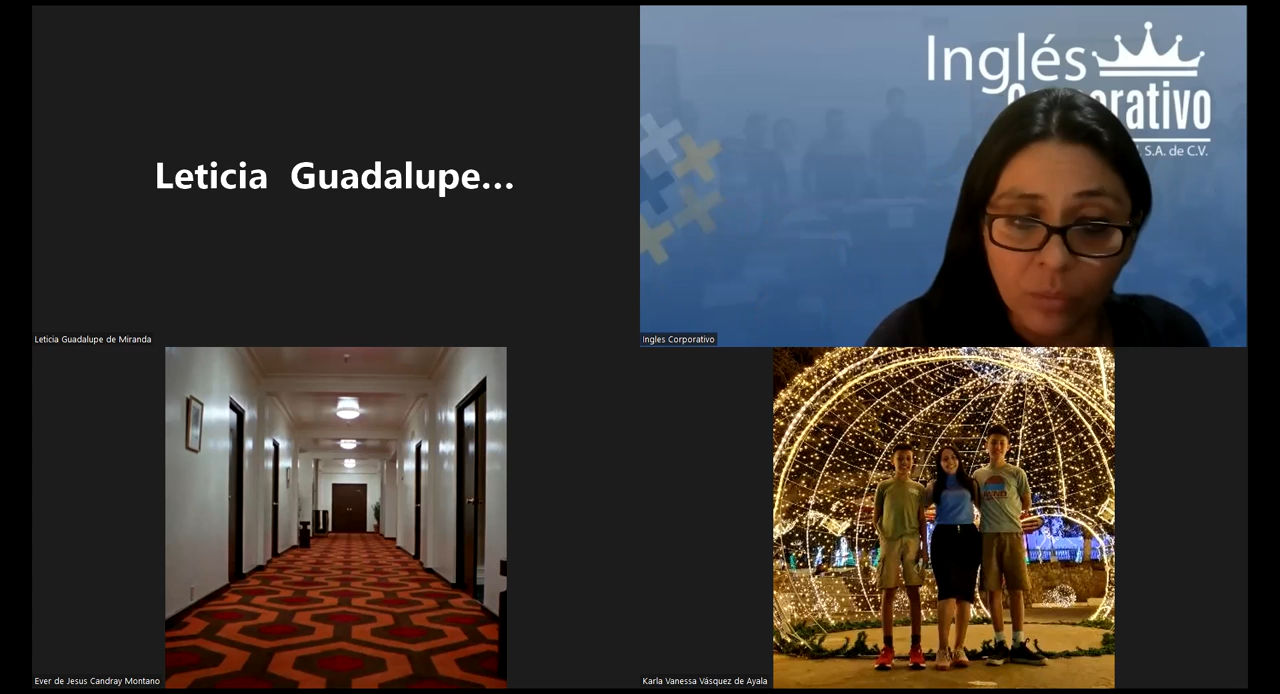 Leticia Guadalupe...
Leticia Guadalupe de Miranda
Inglés
S.A. de C.V.
Ingles Corporativo
Ever de Jesus Candray Montano
Karla Vanessa Vásquez de Ayala